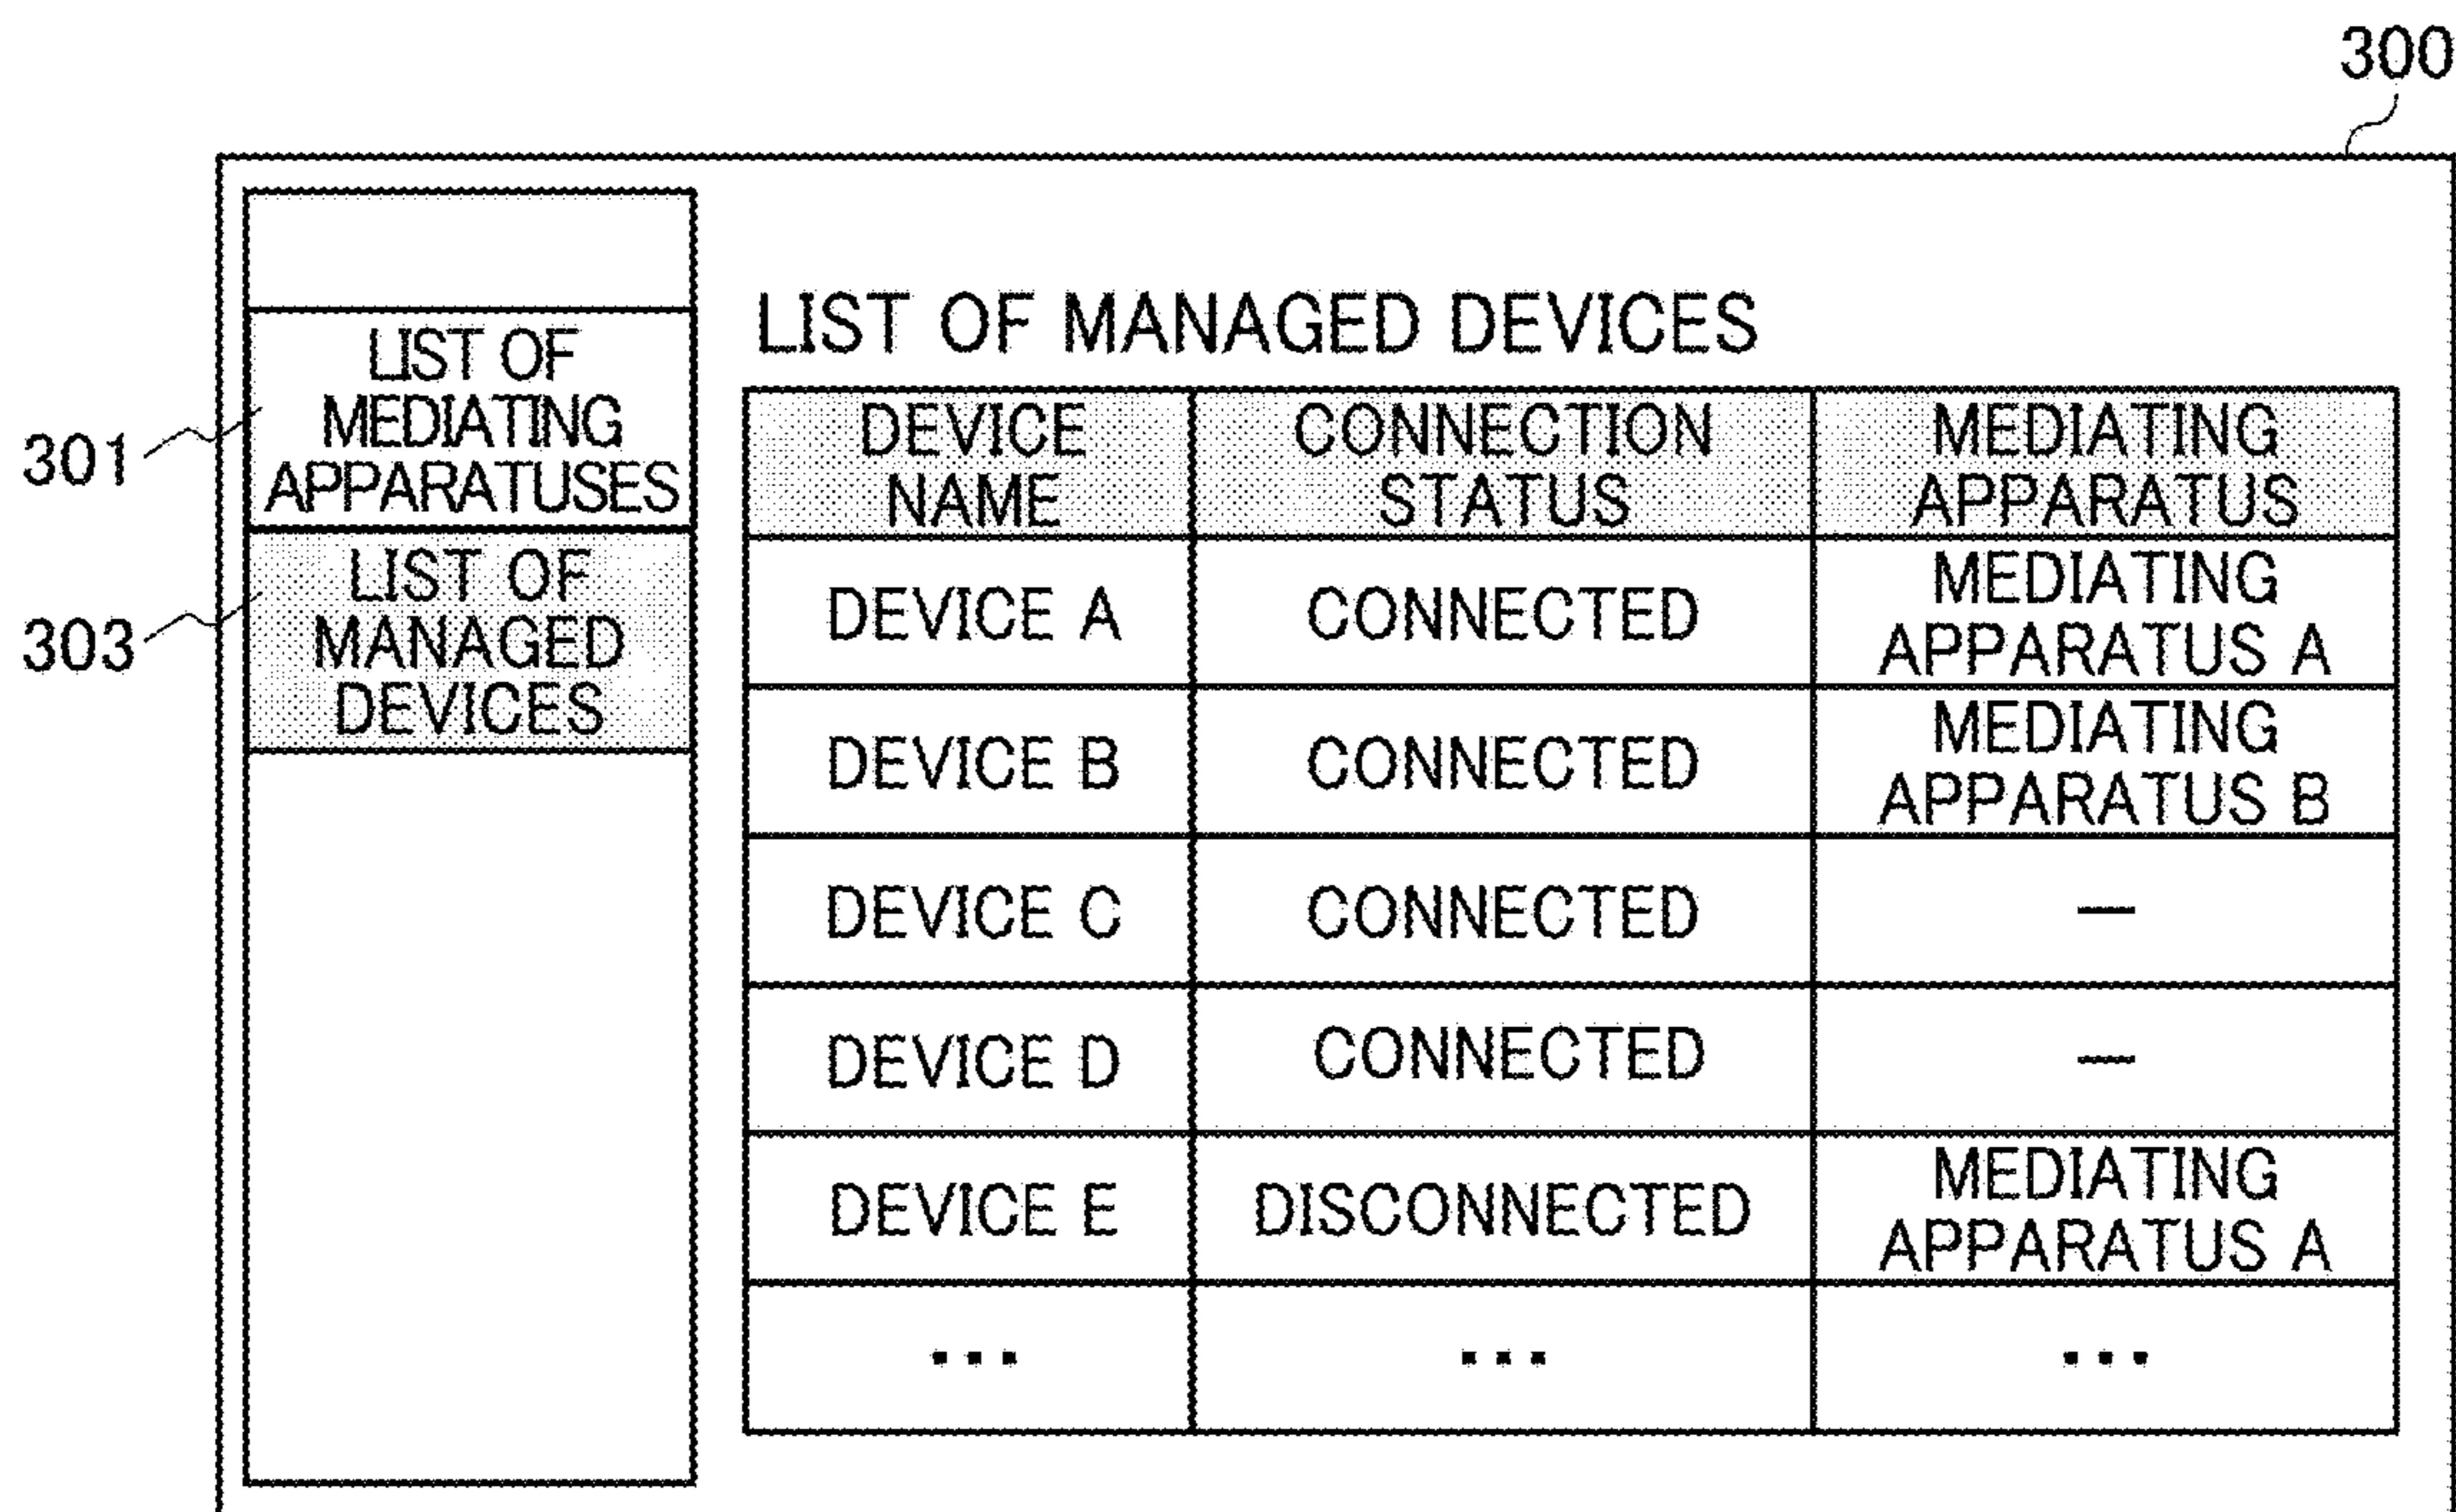 300
LIST OF
MEDIATING
APPARATUSES
301
LIST OF
MANAGED
DEVICES
303
LIST OF MANAGED DEVICES
DEVICE
NAME
CONNECTION
STATUS
MEDIATING
APPARATUS
DEVICE A
CONNECTED
MEDIATING
APPARATUS A
DEVICE B
CONNECTED
MEDIATING
APPARATUS B
DEVICE C
CONNECTED
—
DEVICE D
CONNECTED
—
DEVICE E
DISCONNECTED
MEDIATING
APPARATUS A
...
...
...